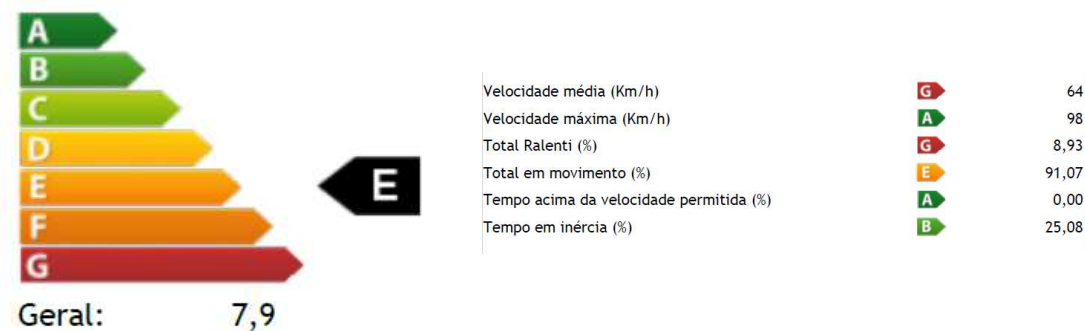 A
B
C
D
E
F
G
E
Geral: 7,9
Velocidade média (Km/h) G 64
Velocidade máxima (Km/h) A 98
Total Ralenti (%) G 8,93
Total em movimento (%) E 91,07
Tempo acima da velocidade permitida (%) A 0,00
Tempo em inércia (%) B 25,08